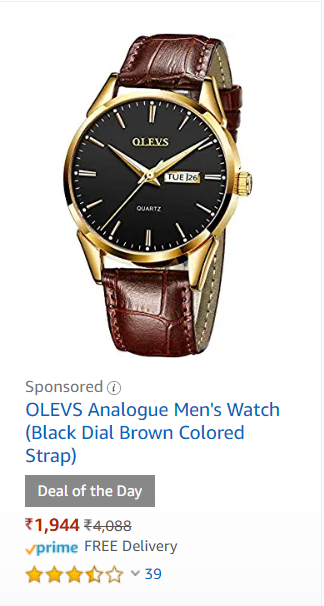 OLEVS
TUE 26
QUARTZ
Sponsored
OLEVS Analogue Men's Watch
(Black Dial Brown Colored
Strap)
Deal of the Day
₹1,944 ₹4,088
prime FREE Delivery
39